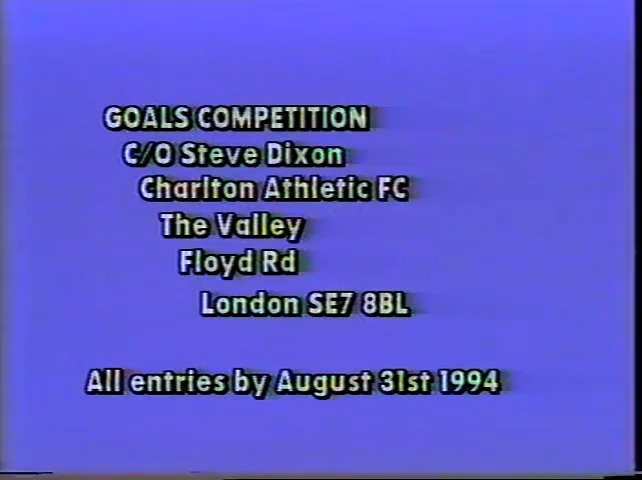 GOALS COMPETITION
C/O Steve Dixon
Charlton Athletic FC
The Valley
Floyd Rd
London SE7 8BL
All entries by August 31st 1994